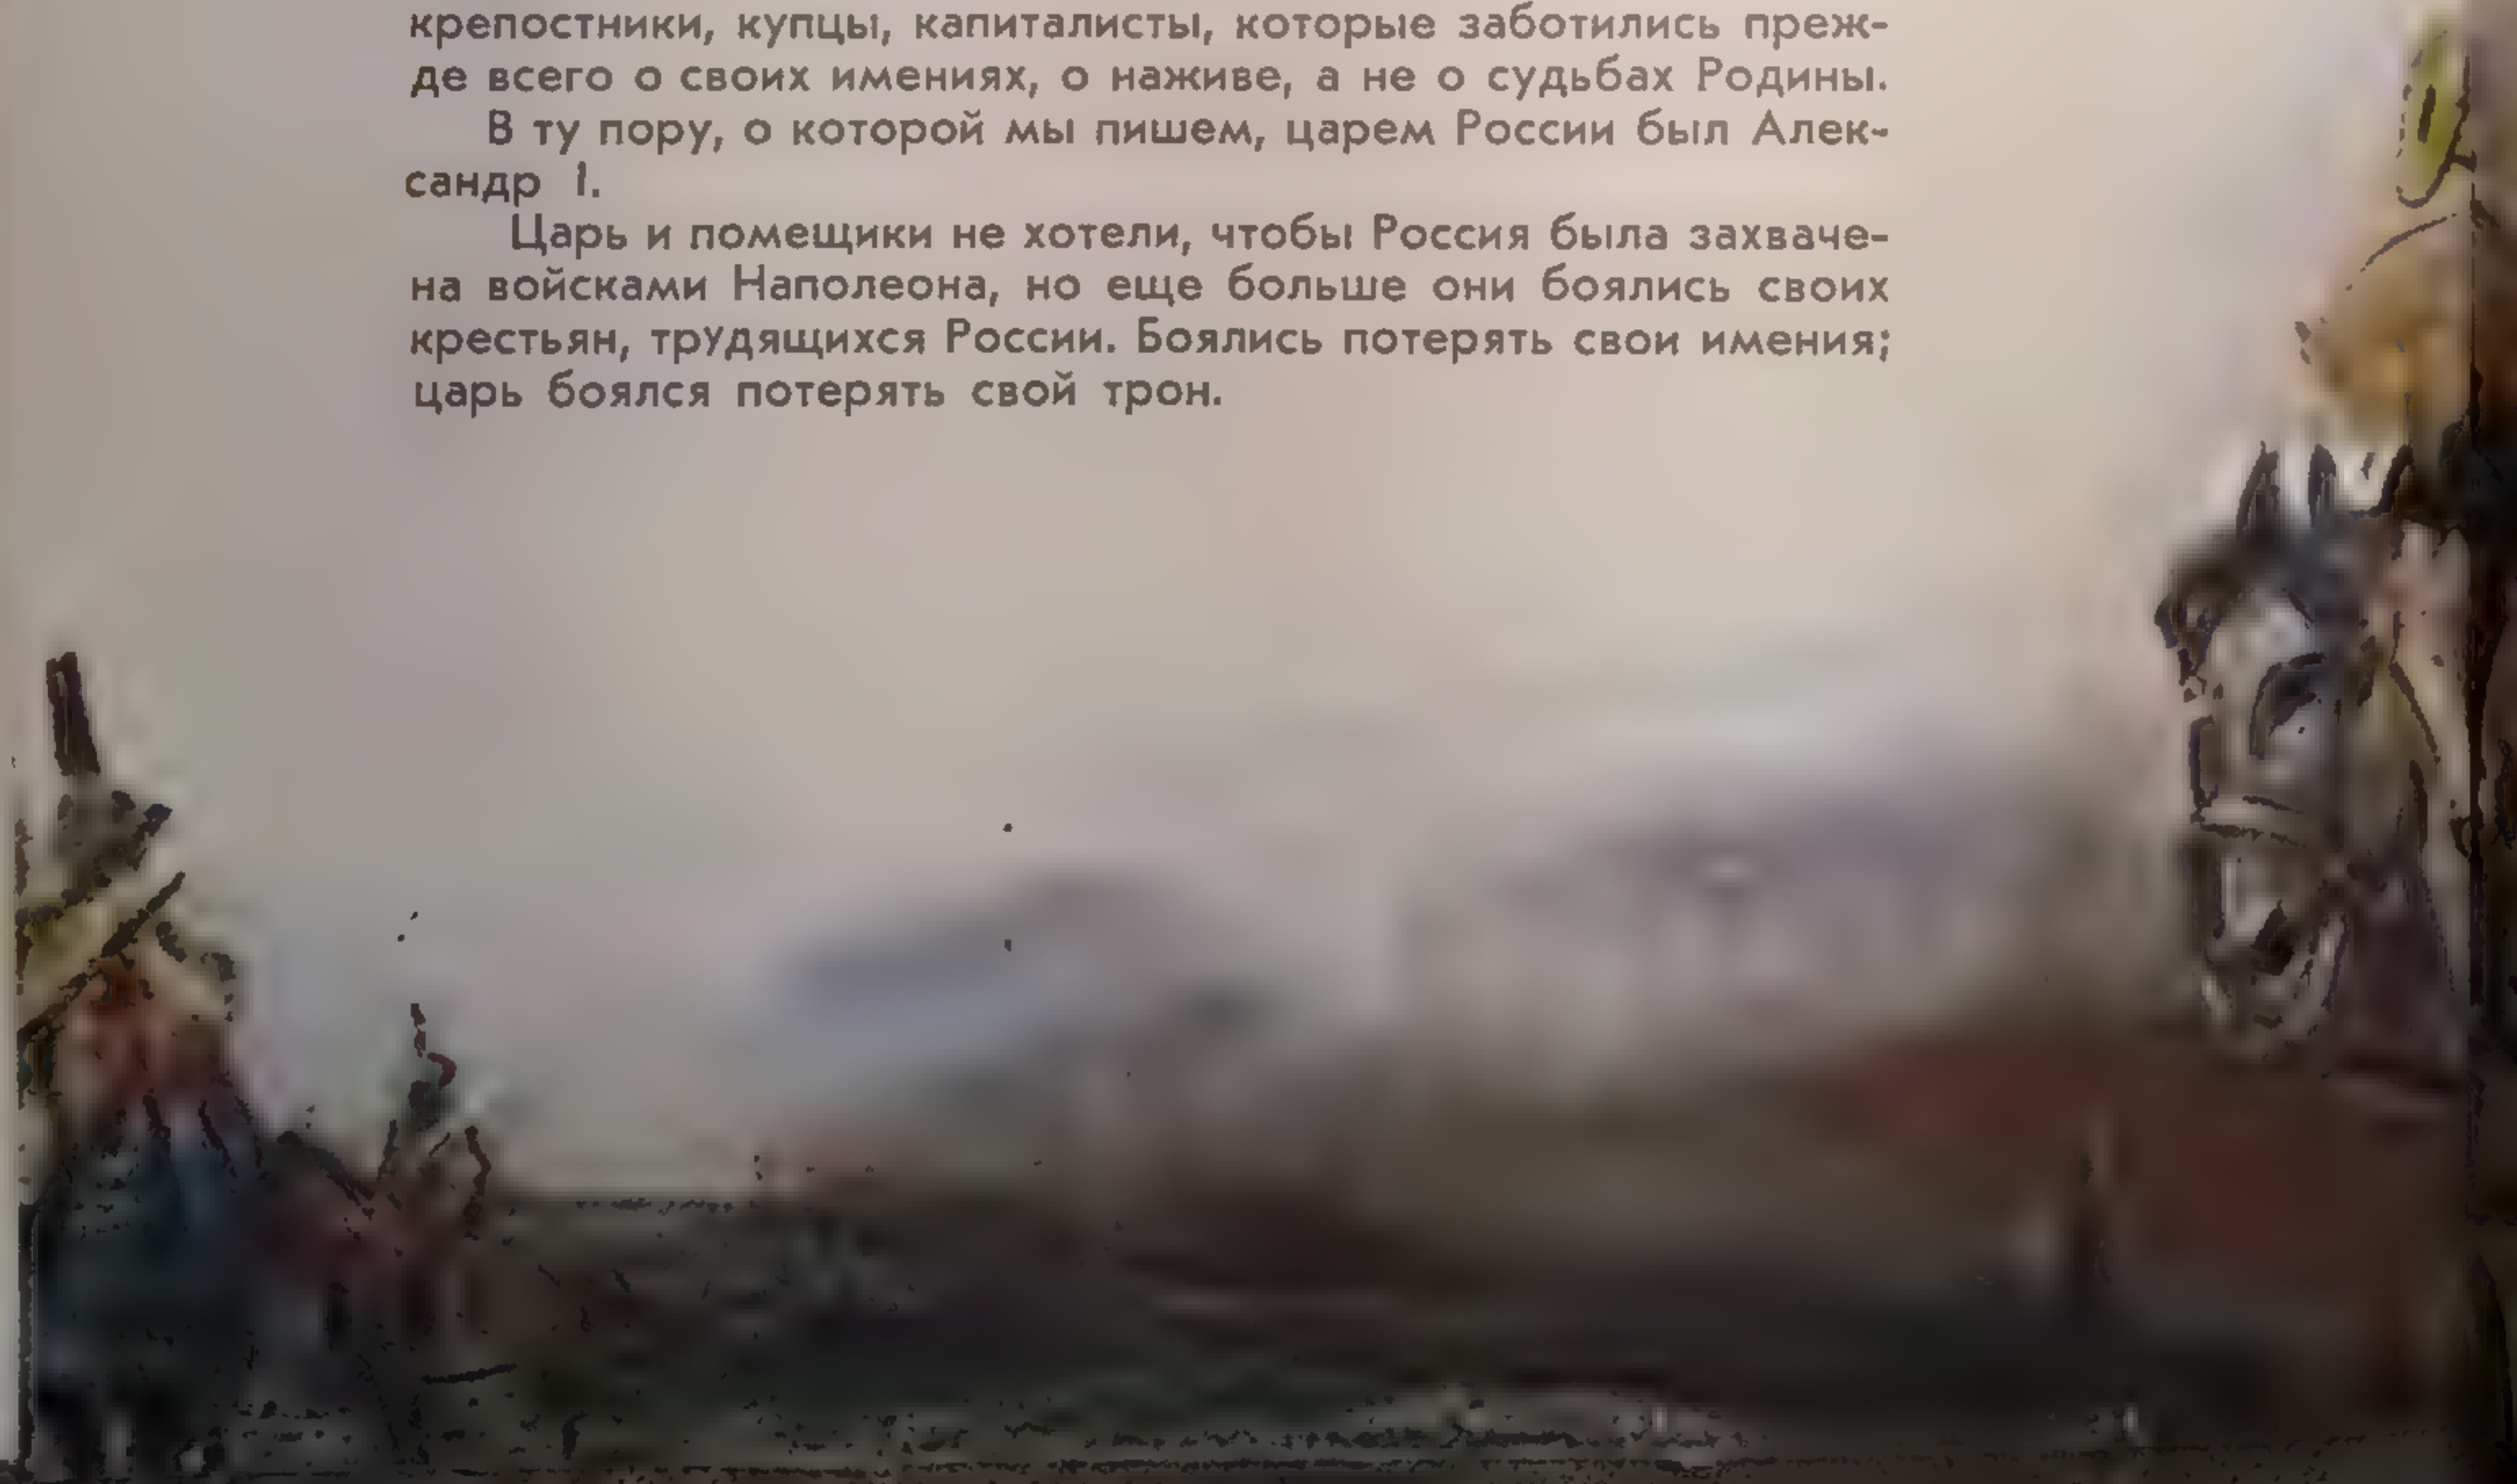 крепостники, купцы, капиталисты, которые заботились преж-
де всего о своих имениях, о наживе, а не о судьбах Родины.
В ту пору, о которой мы пишем, царем России был Алек-
сандр I.
Царь и помещики не хотели, чтобы Россия была захваче-
на войсками Наполеона, но еще больше они боялись своих
крестьян, трудящихся России. Боялись потерять свои имения;
царь боялся потерять свой трон.